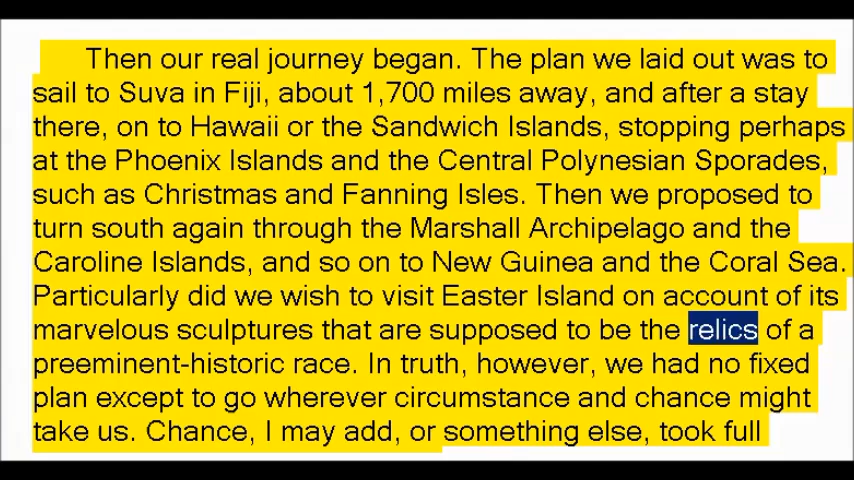 Then our real journey began. The plan we laid out was to
sail to Suva in Fiji, about 1,700 miles away, and after a stay
there, on to Hawaii or the Sandwich Islands, stopping perhaps
at the Phoenix Islands and the Central Polynesian Sporades,
such as Christmas and Fanning Isles. Then we proposed to
turn south again through the Marshall Archipelago and the
Caroline Islands, and so on to New Guinea and the Coral Sea.
Particularly did we wish to visit Easter Island on account of its
marvelous sculptures that are supposed to be the relics of a
preeminent-historic race. In truth, however, we had no fixed
plan except to go wherever circumstance and chance might
take us. Chance, I may add, or something else, took full